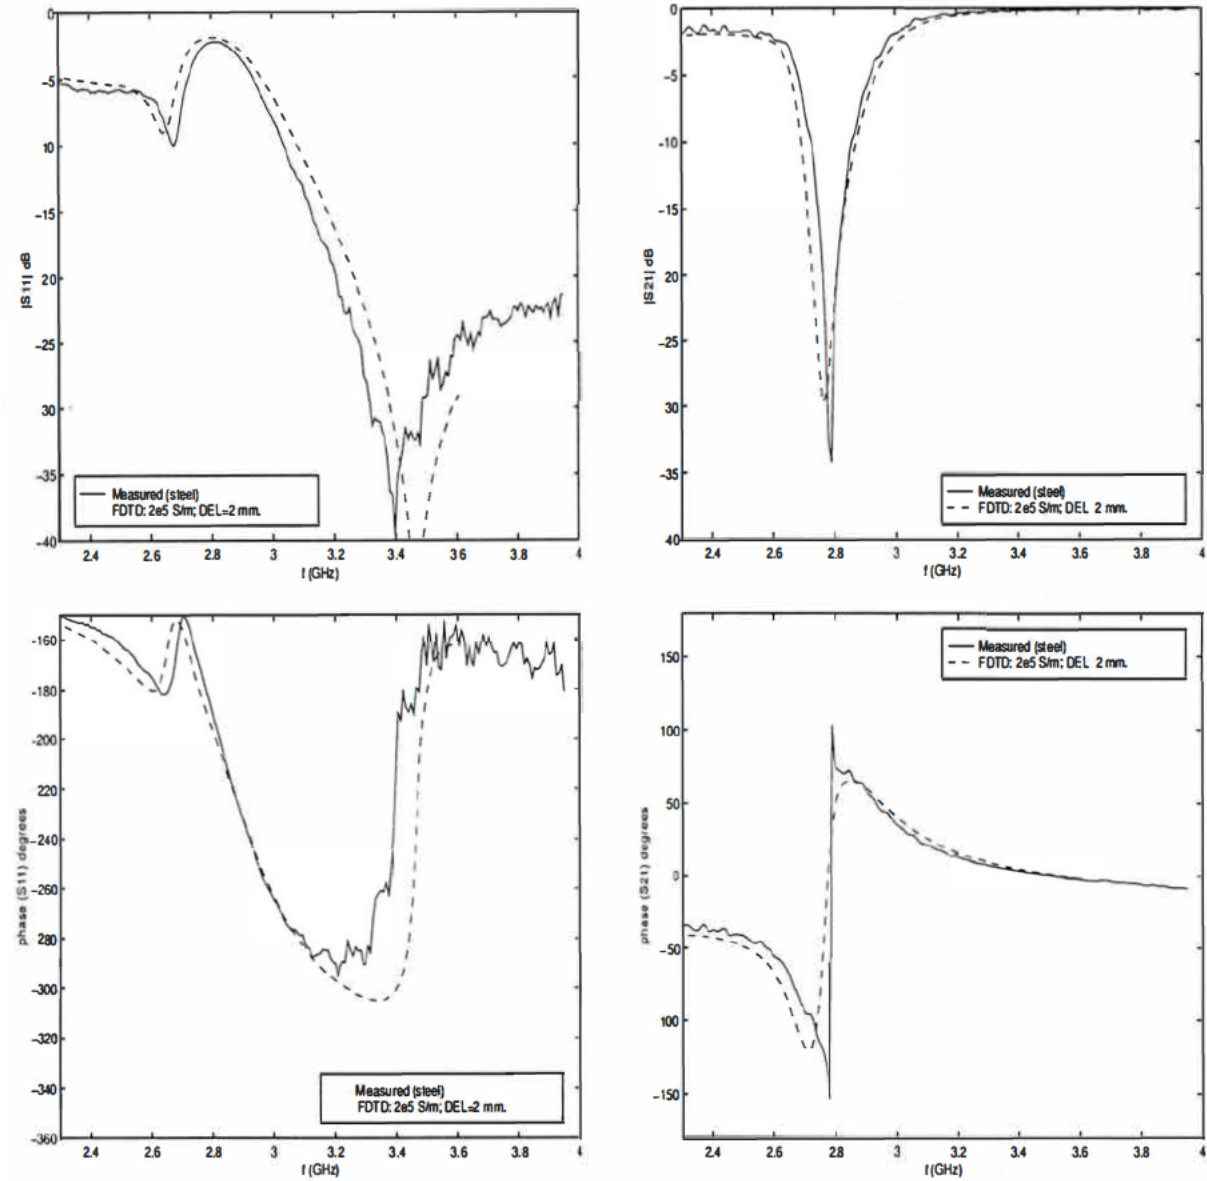 0
−5
10
−15
20
−25
30
−35
−40
|S11| dB
2.4 2.6 2.8 3 3.2 3.4 3.6 3.8 4
f (GHz)
Measured (steel)
FDTD: 2e5 S/m; DEL=2 mm.
0
−5
−10
−15
20
−25
−30
−35
40
|S21| dB
2.4 2.6 2.8 3 3.2 3.4 3.6 3.8 4
f (GHz)
Measured (steel)
FDTD: 2e5 S/m; DEL 2 mm.
−160
−180
−200
220
−240
−260
280
−300
−320
−340
−360
phase (S11) degrees
2.4 2.6 2.8 3 3.2 3.4 3.6 3.8 4
f (GHz)
Measured (steel)
FDTD: 2e5 S/m; DEL=2 mm.
150
100
50
0
−50
100
−150
phase (S21) degrees
2.4 2.6 2.8 3 3.2 3.4 3.6 3.8 4
f (GHz)
Measured (steel)
FDTD: 2e5 S/m; DEL 2 mm.